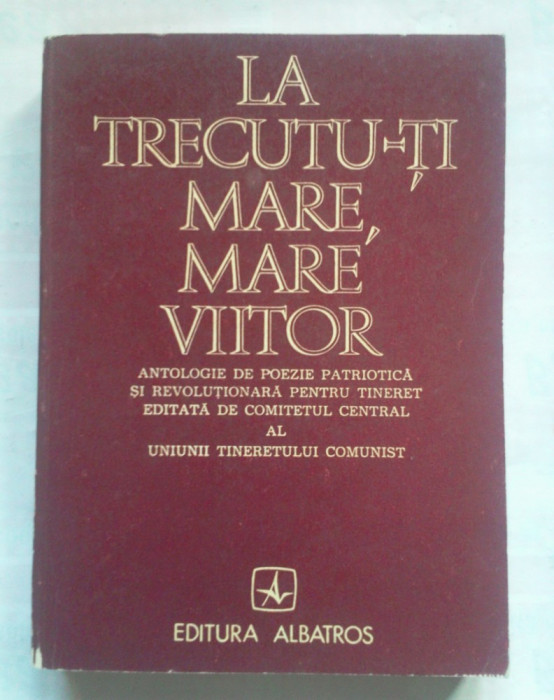 LA
TRECUTU-ȚI
MARE,
MARE
VIITOR
ANTOLOGIE DE POEZIE PATRIOTICĂ
ȘI REVOLUȚIONARĂ PENTRU TINERET
EDITATĂ DE COMITETUL CENTRAL
AL
UNIUNII TINERETULUI COMUNIST
EDITURA ALBATROS